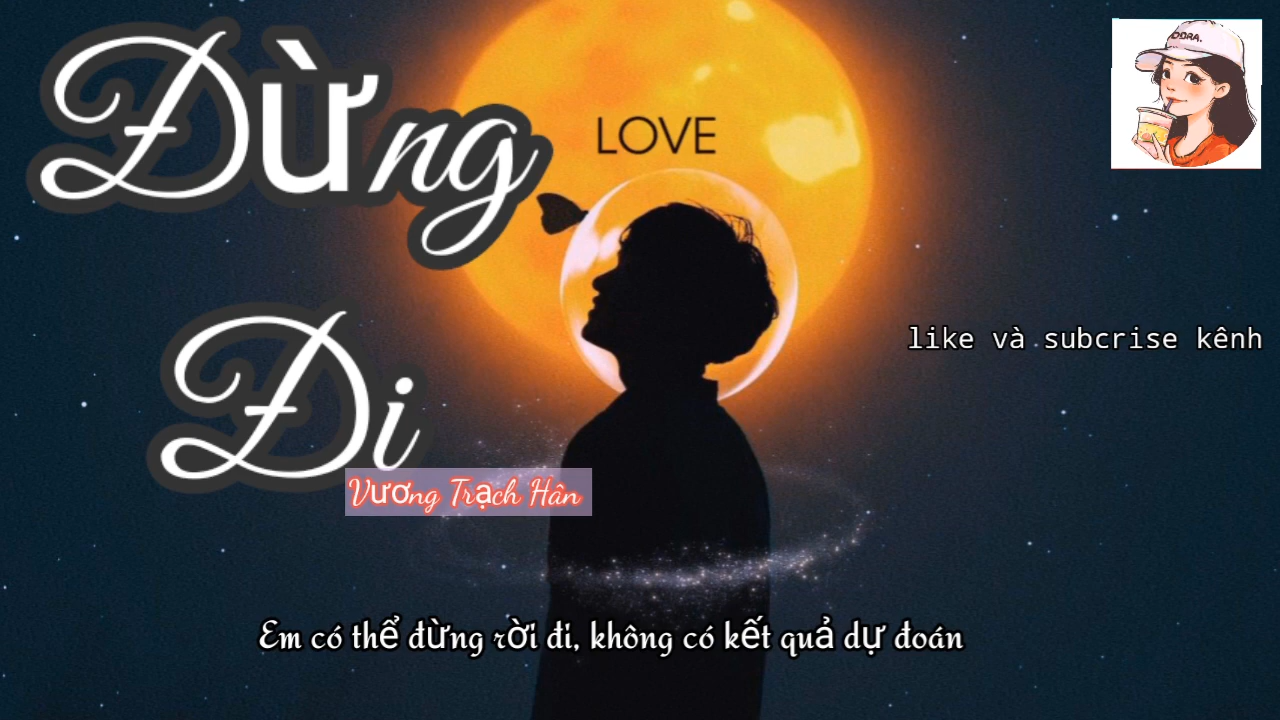 Đừng
LOVE
DDRA.
like và subcrise kênh
Đi
Vương Trạch Hân
Em có thể đừng rời đi, không có kết quả dự đoán